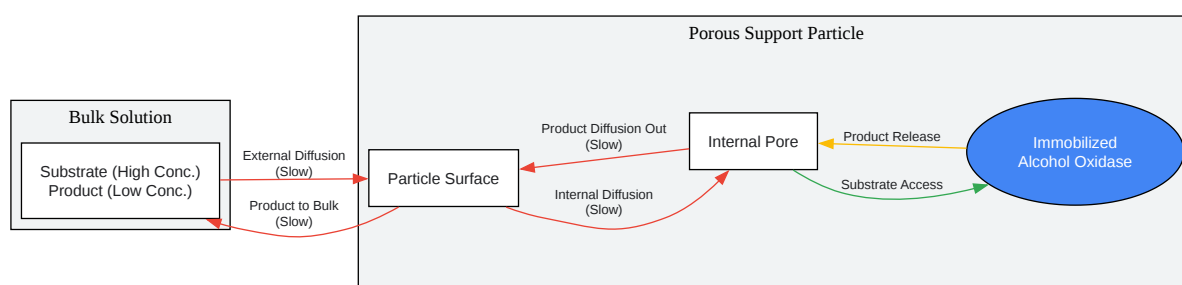 Porous Support Particle
Bulk Solution
Substrate (High Conc.)
Product (Low Conc.)
External Diffusion
(Slow)
Product to Bulk
(Slow)
Particle Surface
Product Diffusion Out
(Slow)
Internal Diffusion
(Slow)
Internal Pore
Product Release
Substrate Access
Immobilized
Alcohol Oxidase